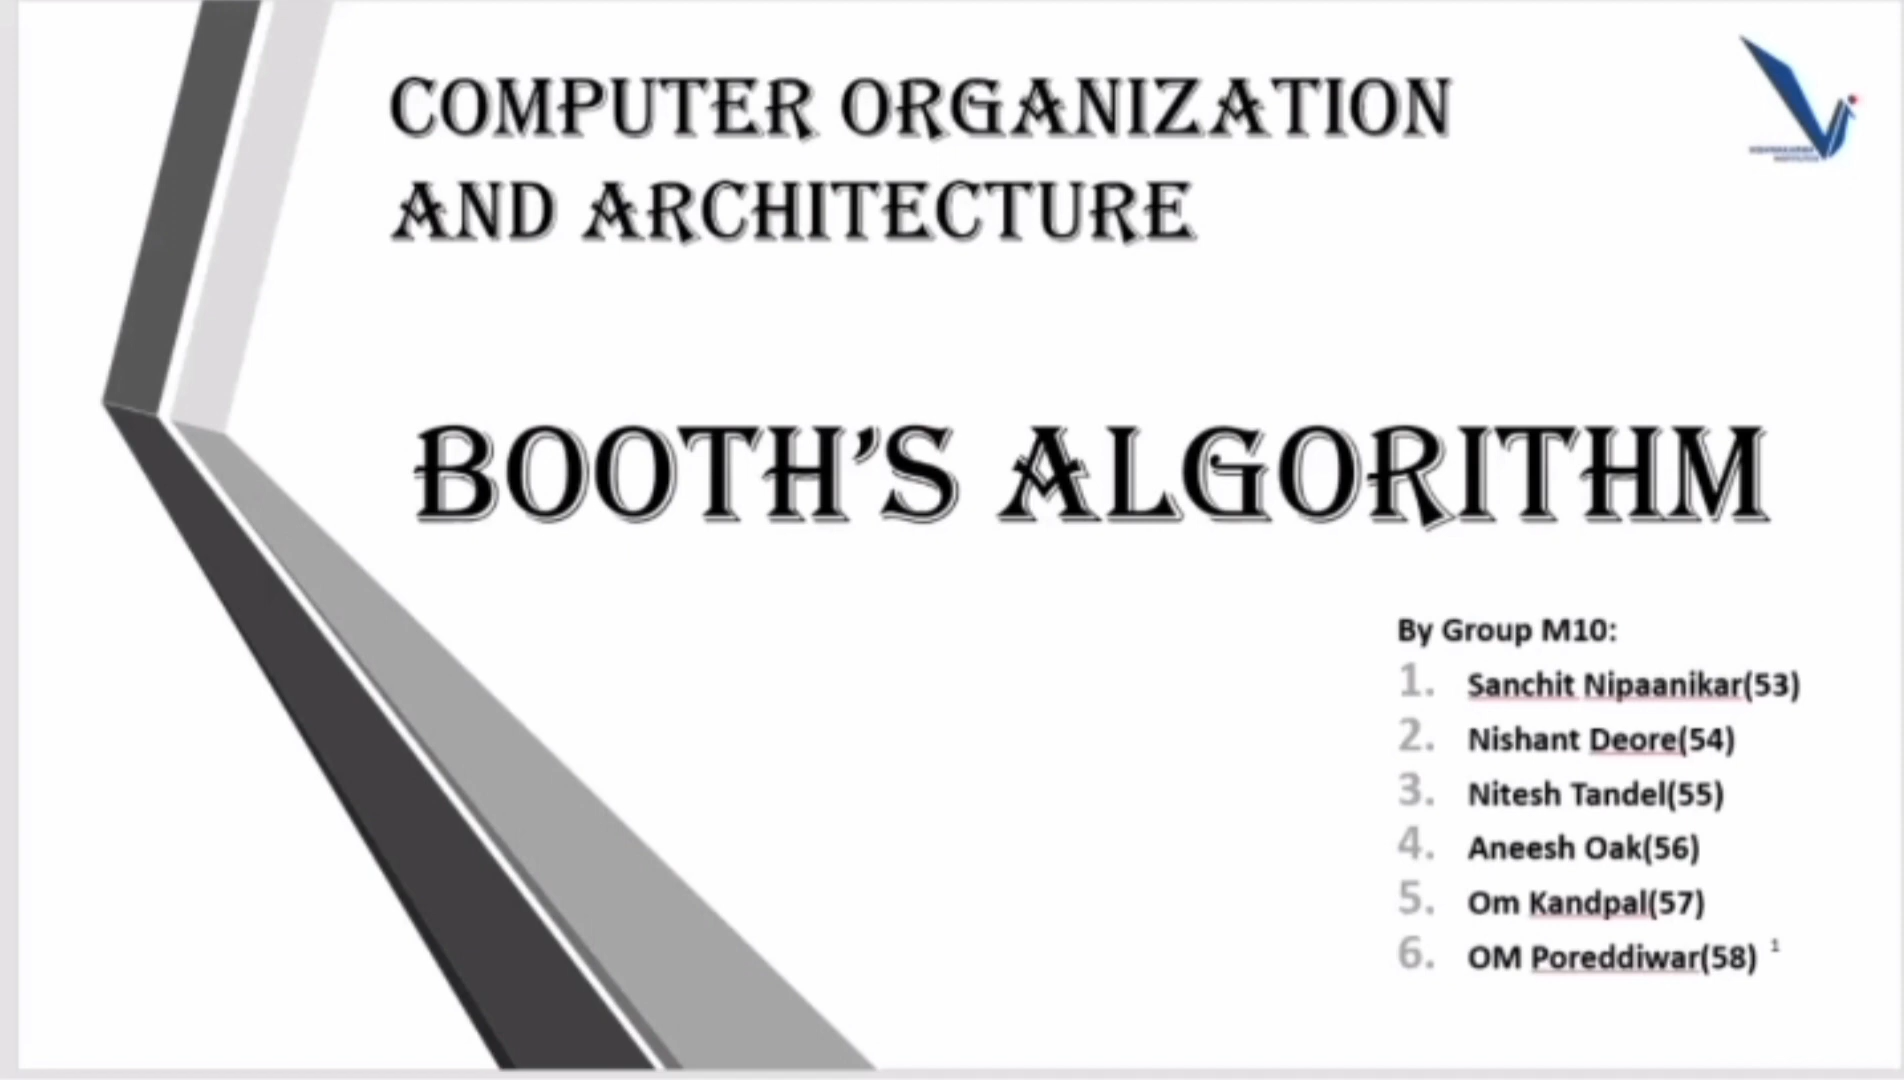 COMPUTER ORGANIZATION
AND ARCHITECTURE
BOOTH'S ALGORITHM
By Group M10:
1. Sanchit Nipaanikar(53)
2. Nishant Deore(54)
3. Nitesh Tandel(55)
4. Aneesh Oak(56)
5. Om Kandpal(57)
6. OM Poreddiwar(58)
1